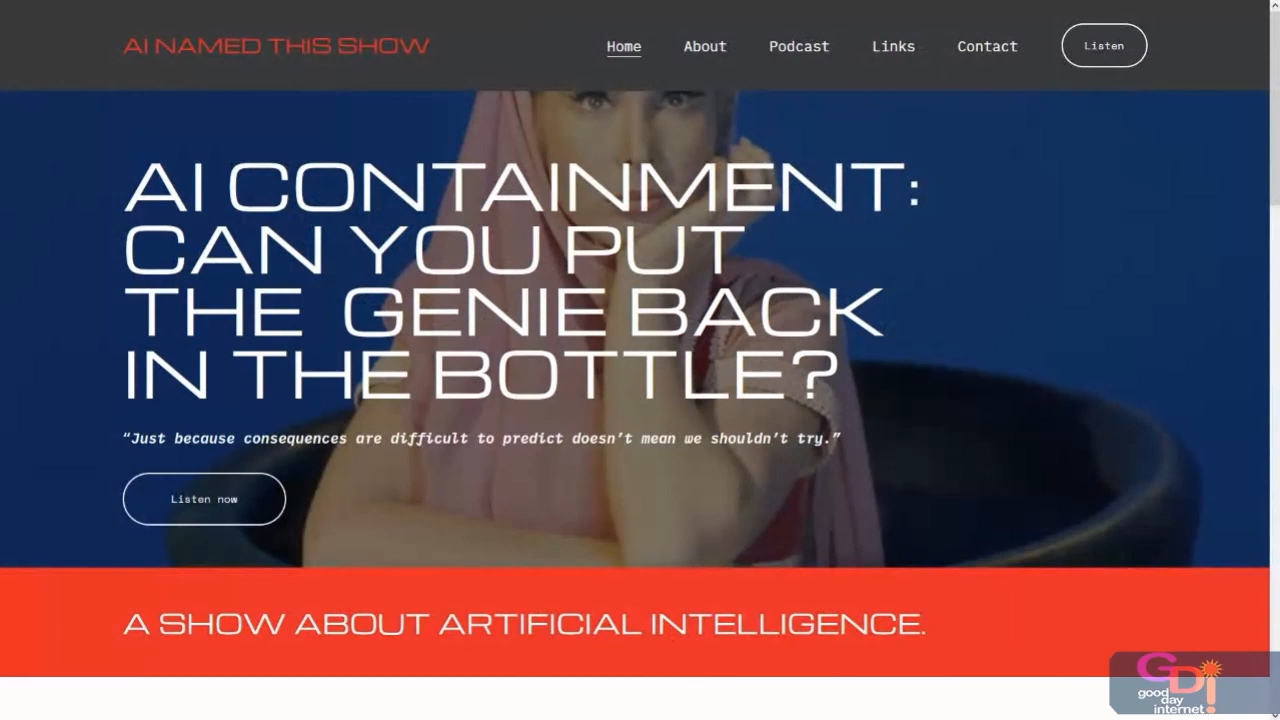 AI NAMED THIS SHOW
Home About Podcast Links Contact Listen
AI CONTAINMENT:
CAN YOU PUT
THE GENIE BACK
IN THE BOTTLE?
“Just because consequences are difficult to predict doesn’t mean we shouldn’t try.”
Listen now
A SHOW ABOUT ARTIFICIAL INTELLIGENCE.
GDi
good
day
internet